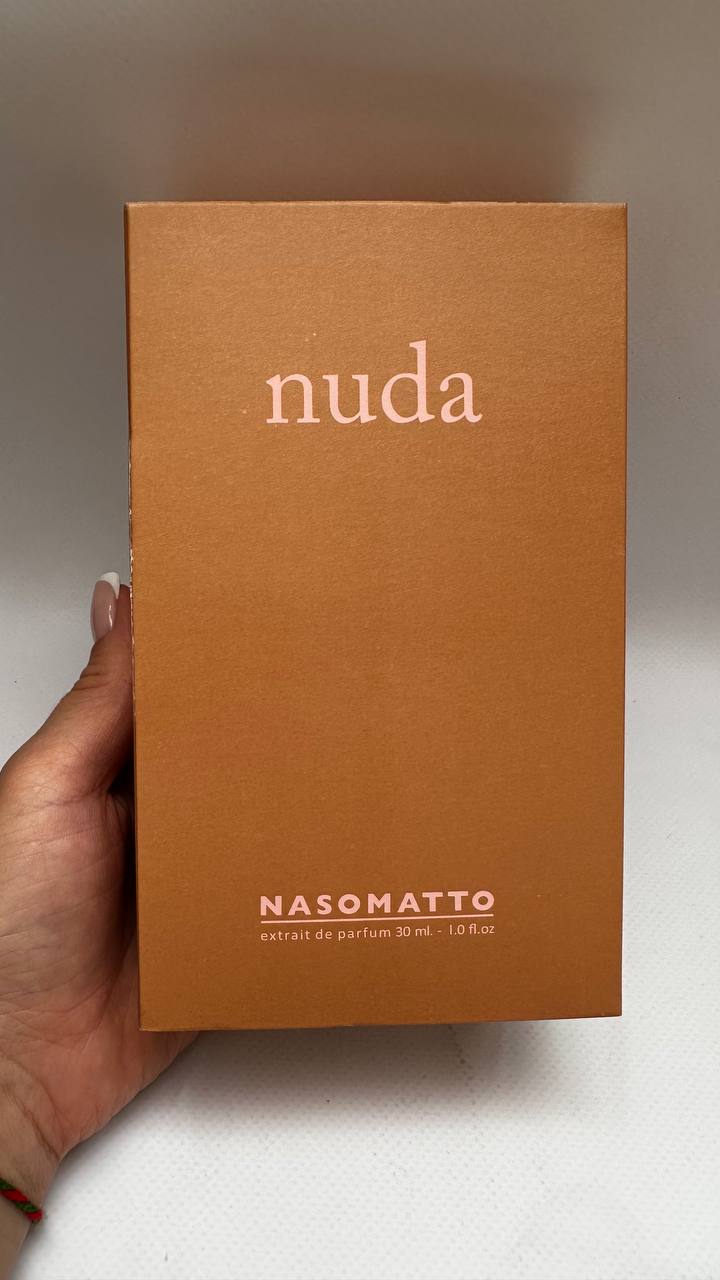 nuda
NASOMATTO
extrait de parfum 30 ml. - 1.0 fl.oz